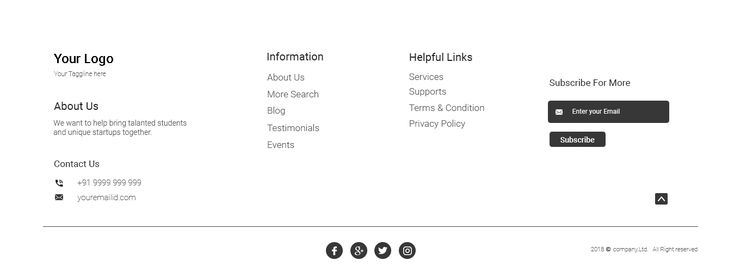 Your Logo
Your Taggline here
About Us
We want to help bring talanted students
and unique startups together.
Contact Us
+91 9999 999 999
youremailid.com
Information
About Us
More Search
Blog
Testimonials
Events
Helpful Links
Services
Supports
Terms & Condition
Privacy Policy
Subscribe For More
Enter your Email
Subscribe
2018 © company.Ltd. All Right reserved